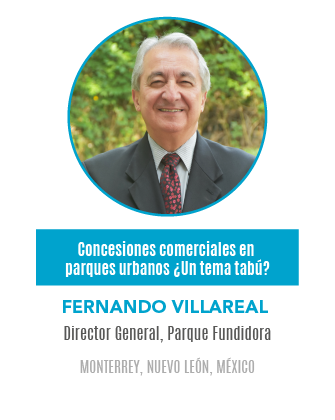 Concesiones comerciales en
parques urbanos ¿Un tema tabú?
FERNANDO VILLAREAL
Director General, Parque Fundidora
MONTERREY, NUEVO LEÓN, MÉXICO